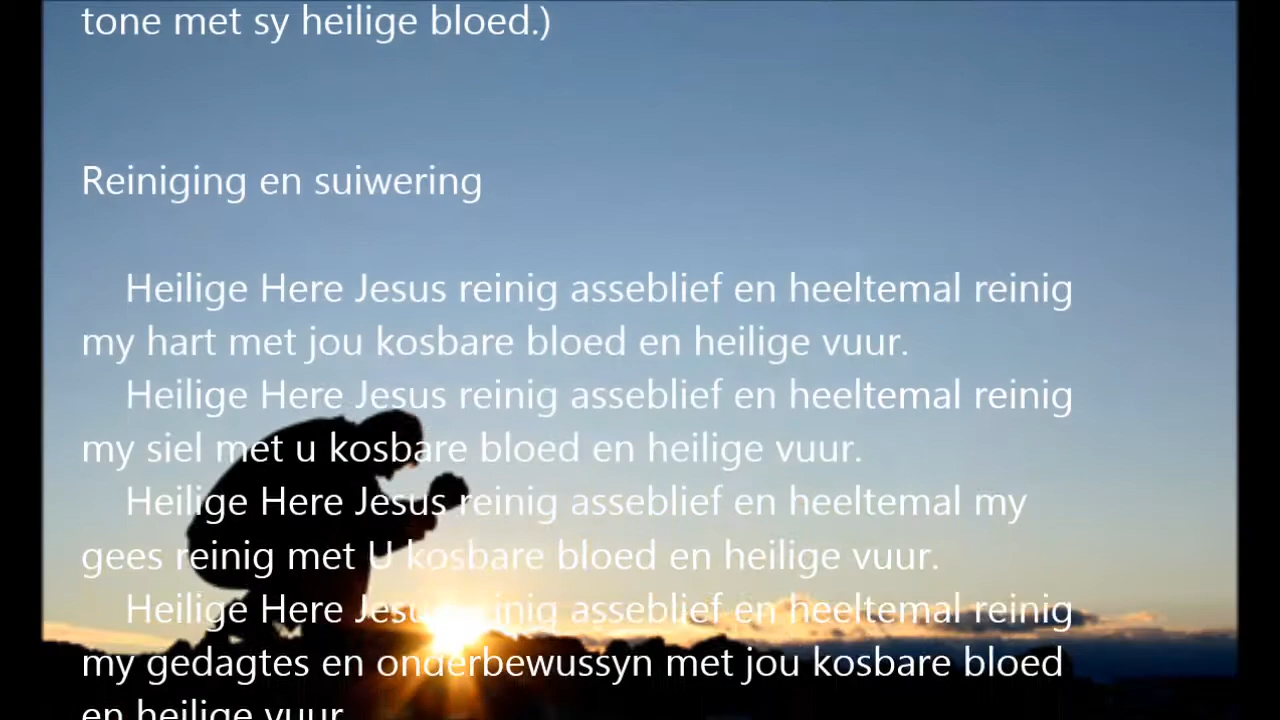 tone met sy heilige bloed.)
Reiniging en suiwering
Heilige Here Jesus reinig asseblief en heeltemal reinig
my hart met jou kosbare bloed en heilige vuur.
Heilige Here Jesus reinig asseblief en heeltemal reinig
my siel met u kosbare bloed en heilige vuur.
Heilige Here Jesus reinig asseblief en heeltemal my
gees reinig met U kosbare bloed en heilige vuur.
Heilige Here Jesus reinig asseblief en heeltemal reinig
my gedagtes en onderbewussyn met jou kosbare bloed
en heilige vuur